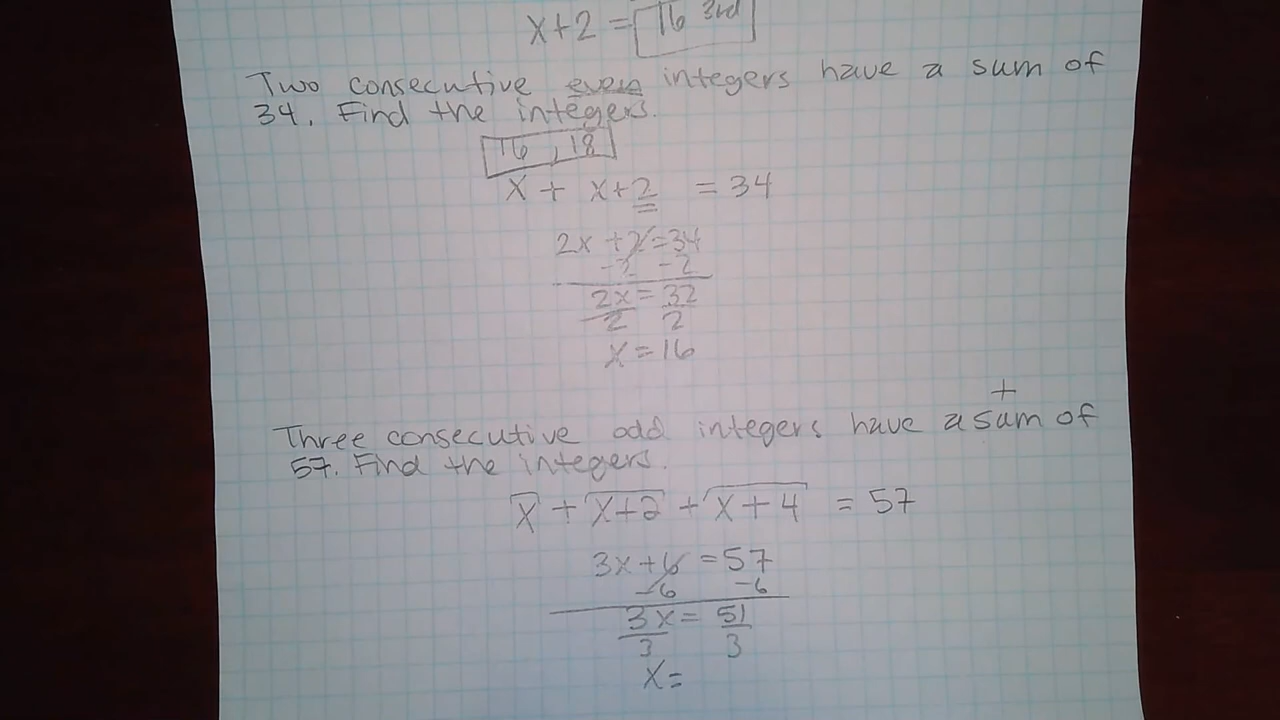 x+2 = 16 3rd
Two consecutive even integers have a sum of
34. Find the integers.
16, 18
x + x+2 = 34
2x +2=34
-2 -2
2x = 32
2 2
x = 16
+
Three consecutive odd integers have a sum of
57. Find the integers.
x + x+2 + x+4 = 57
3x+6 = 57
-6 -6
3x = 51
3 3
x =